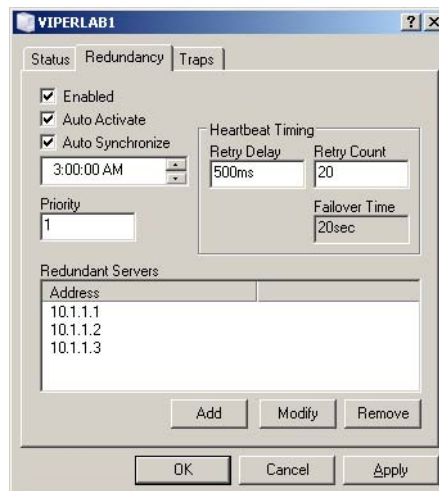 VIPERLAB1
Status Redundancy Traps
Enabled
Auto Activate
Auto Synchronize
3:00:00 AM
Priority
1
Heartbeat Timing
Retry Delay Retry Count
500ms 20
Failover Time
20sec
Redundant Servers
Address
10.1.1.1
10.1.1.2
10.1.1.3
Add Modify Remove
OK Cancel Apply